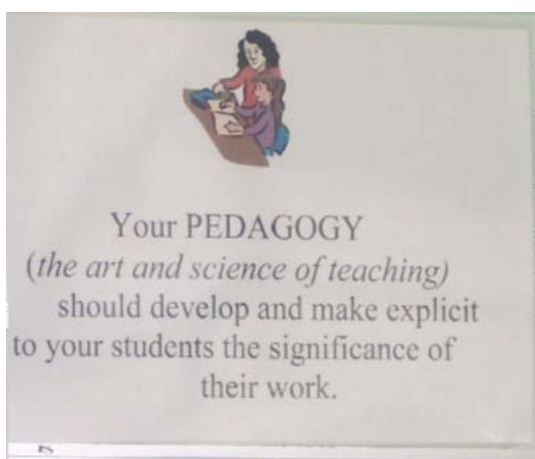 Your PEDAGOGY
(the art and science of teaching)
should develop and make explicit
to your students the significance of
their work.